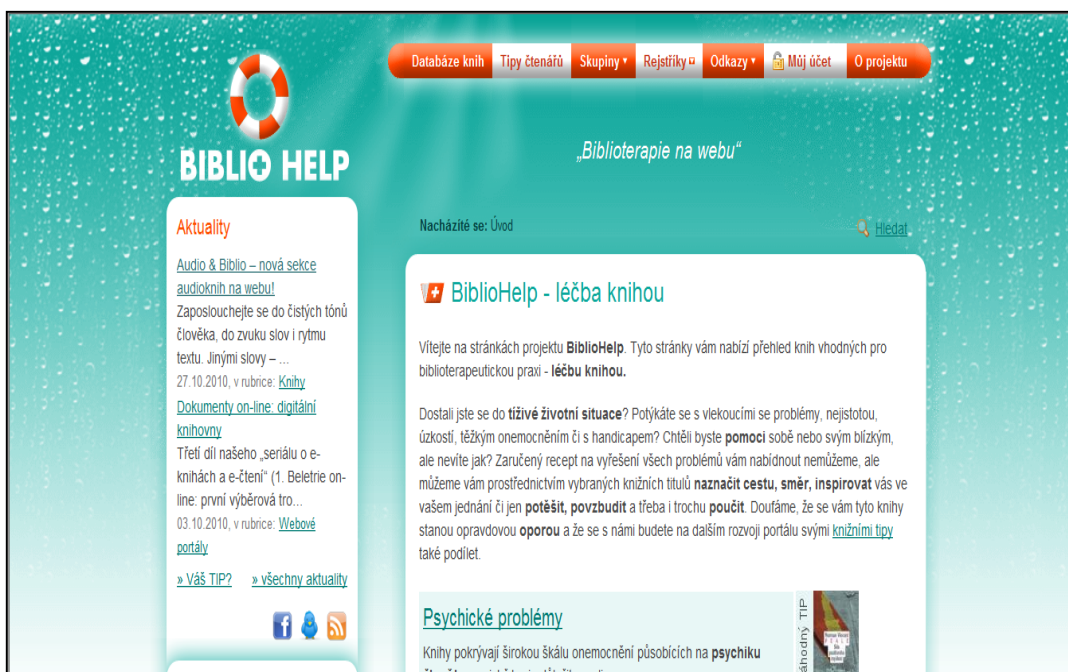 Databáze knih Tipy čtenářů Skupiny Rejstříky Odkazy Můj účet O projektu
BIBLIO HELP
„Biblioterapie na webu“
Aktuality
Audio & Biblio – nová sekce
audioknih na webu!
Zaposlouchejte se do čistých tónů
člověka, do zvuku slov i rytmu
textu. Jinými slovy – ...
27.10.2010, v rubrice: Knihy
Dokumenty on-line: digitální
knihovny
Třetí díl našeho „seriálu o e-
knihách a e-čtení“ (1. Beletrie on-
line: první výběrová tro...
03.10.2010, v rubrice: Webové
portály
» Váš TIP? » všechny aktuality
Nacházíte se: Úvod
Hledat
BiblioHelp - léčba knihou
Vítejte na stránkách projektu BiblioHelp. Tyto stránky vám nabízí přehled knih vhodných pro
biblioterapeutickou praxi - léčbu knihou.
Dostali jste se do tíživé životní situace? Potýkáte se s vlekoucími se problémy, nejistotou,
úzkostí, těžkým onemocněním či s handicapem? Chtěli byste pomoci sobě nebo svým blízkým,
ale nevíte jak? Zaručený recept na vyřešení všech problémů vám nabídnout nemůžeme, ale
můžeme vám prostřednictvím vybraných knižních titulů naznačit cestu, směr, inspirovat vás ve
vašem jednání či jen potěšit, povzbudit a třeba i trochu poučit. Doufáme, že se vám tyto knihy
stanou opravdovou oporou a že se s námi budete na dalším rozvoji portálu svými knižními tipy
také podílet.
Psychické problémy
Knihy pokrývají širokou škálu onemocnění působících na psychiku
áhodný TIP